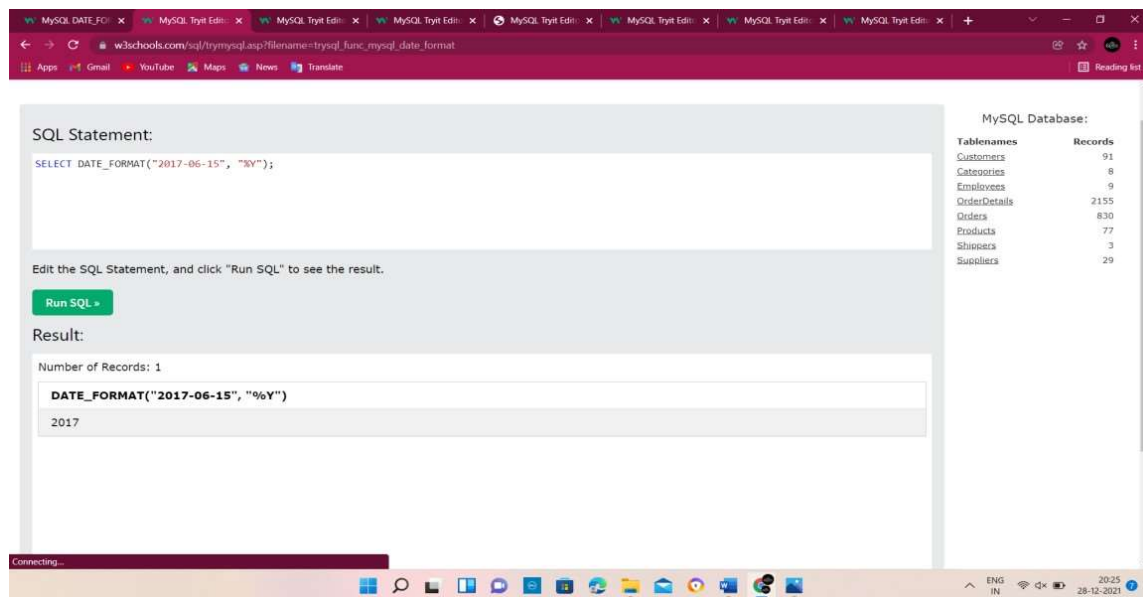 MySQL DATE_FO
MySQL Tryit Edito
MySQL Tryit Edito
MySQL Tryit Edito
MySQL Tryit Edito
MySQL Tryit Edito
MySQL Tryit Edito
MySQL Tryit Edito
w3schools.com/sql/trymysql.asp?filename=trysql_func_mysql_date_format
Apps Gmail YouTube Maps News Translate
Reading list
SQL Statement:
SELECT DATE_FORMAT("2017-06-15", "%Y");
Edit the SQL Statement, and click "Run SQL" to see the result.
Run SQL »
Result:
Number of Records: 1
DATE_FORMAT("2017-06-15", "%Y")
2017
MySQL Database:
Tablenames Records
Customers 91
Categories 8
Employees 9
OrderDetails 2155
Orders 830
Products 77
Shippers 3
Suppliers 29
Connecting...
ENG
IN
20:25
28-12-2021